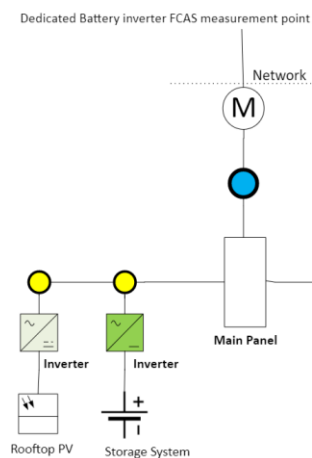 Dedicated Battery inverter FCAS measurement point
Network
M
Main Panel
Inverter
Inverter
Rooftop PV
Storage System